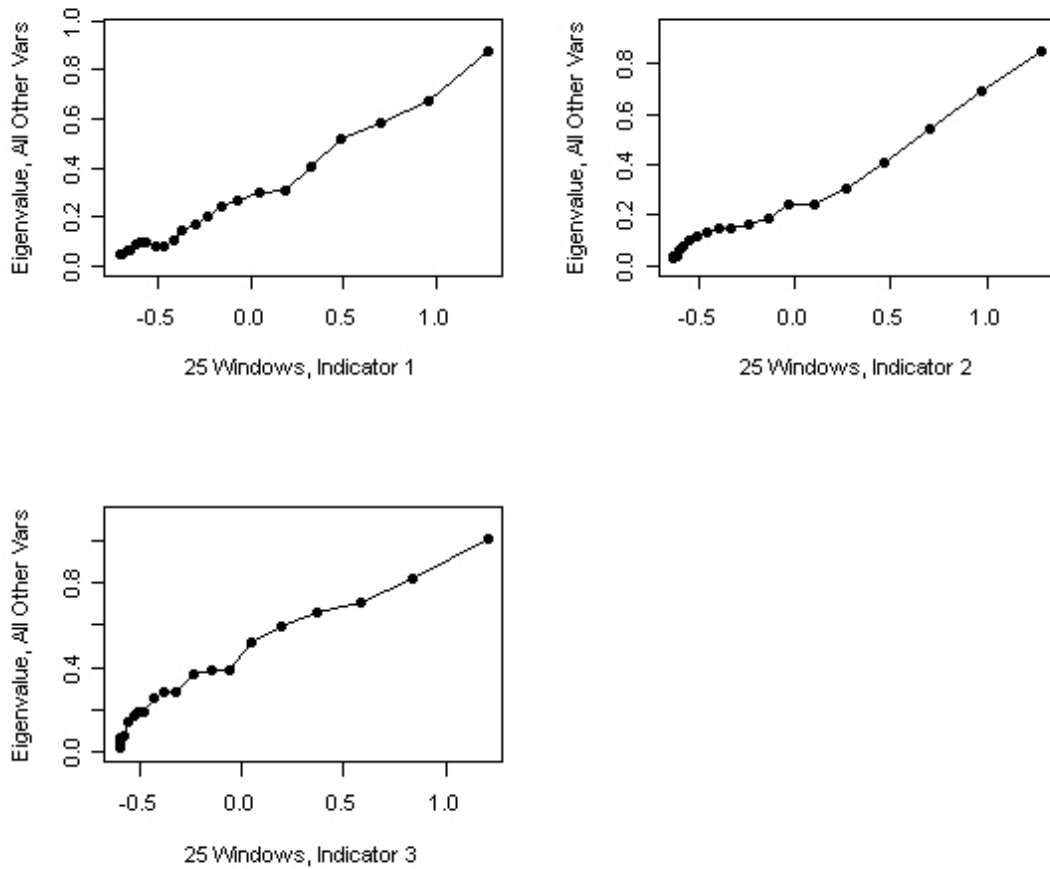 Eigenvalue, All Other Vars
0.0 0.2 0.4 0.6 0.8 1.0
-0.5 0.0 0.5 1.0
25 Windows, Indicator 1
Eigenvalue, All Other Vars
0.0 0.2 0.4 0.6 0.8
-0.5 0.0 0.5 1.0
25 Windows, Indicator 2
Eigenvalue, All Other Vars
0.0 0.4 0.8
-0.5 0.0 0.5 1.0
25 Windows, Indicator 3